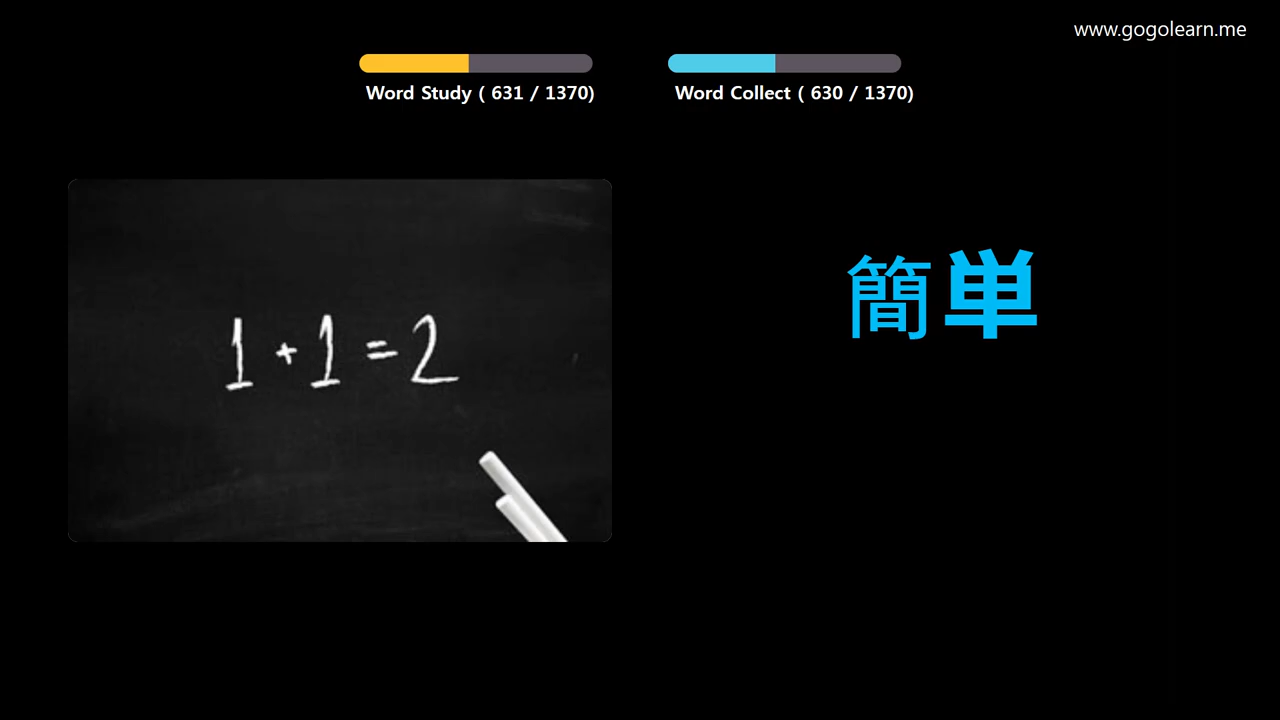 www.gogolearn.me
Word Study ( 631 / 1370)
Word Collect ( 630 / 1370)
1 + 1 = 2
簡単